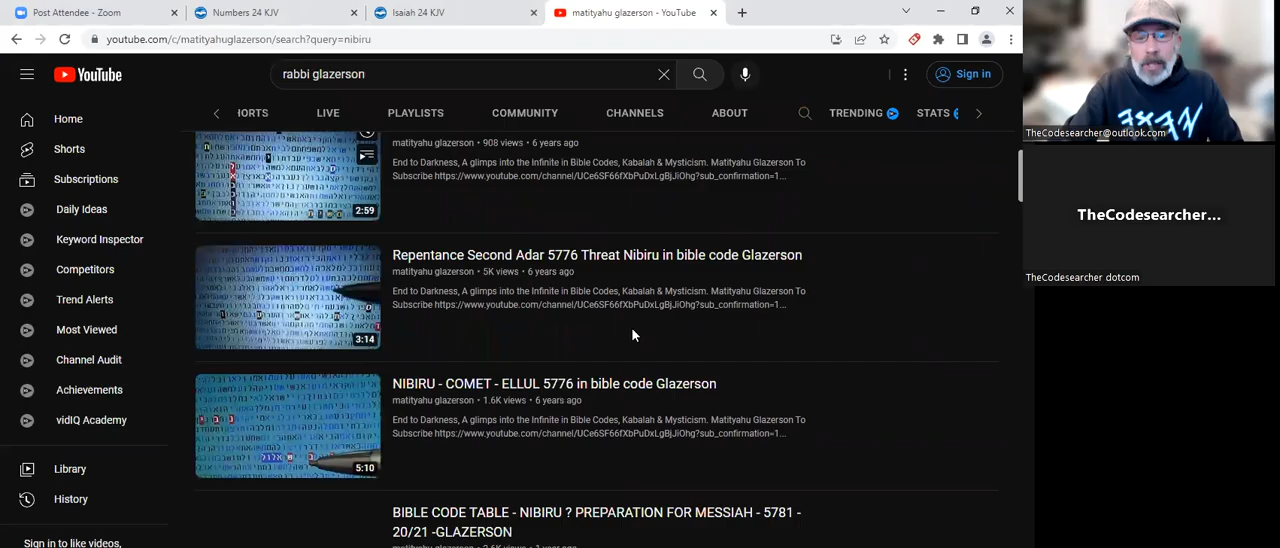 Post Attendee - Zoom
Numbers 24 KJV
Isaiah 24 KJV
matityahu glazerson - YouTube
youtube.com/c/matityahuglazerson/search?query=nibiru
YouTube
rabbi glazerson
Sign in
ORTS
LIVE
PLAYLISTS
COMMUNITY
CHANNELS
ABOUT
TRENDING
STATS
Home
Shorts
Subscriptions
Daily Ideas
Keyword Inspector
Competitors
Trend Alerts
Most Viewed
Channel Audit
Achievements
vidIQ Academy
Library
History
Sign in to like videos,
matityahu glazerson • 908 views • 6 years ago
End to Darkness, A glimps into the Infinite in Bible Codes, Kabalah & Mysticism. Matityahu Glazerson To
Subscribe https://www.youtube.com/channel/UCe6SF66fXbPuDxLgBjJiOhg?sub_confirmation=1...
2:59
Repentance Second Adar 5776 Threat Nibiru in bible code Glazerson
matityahu glazerson • 5K views • 6 years ago
End to Darkness, A glimps into the Infinite in Bible Codes, Kabalah & Mysticism. Matityahu Glazerson To
Subscribe https://www.youtube.com/channel/UCe6SF66fXbPuDxLgBjJiOhg?sub_confirmation=1...
3:14
NIBIRU - COMET - ELLUL 5776 in bible code Glazerson
matityahu glazerson • 1.6K views • 6 years ago
End to Darkness, A glimps into the Infinite in Bible Codes, Kabalah & Mysticism. Matityahu Glazerson To
Subscribe https://www.youtube.com/channel/UCe6SF66fXbPuDxLgBjJiOhg?sub_confirmation=1...
5:10
BIBLE CODE TABLE - NIBIRU ? PREPARATION FOR MESSIAH - 5781 -
20/21 -GLAZERSON
TheCodesearcher@outlook.com
TheCodesearcher...
TheCodesearcher dotcom